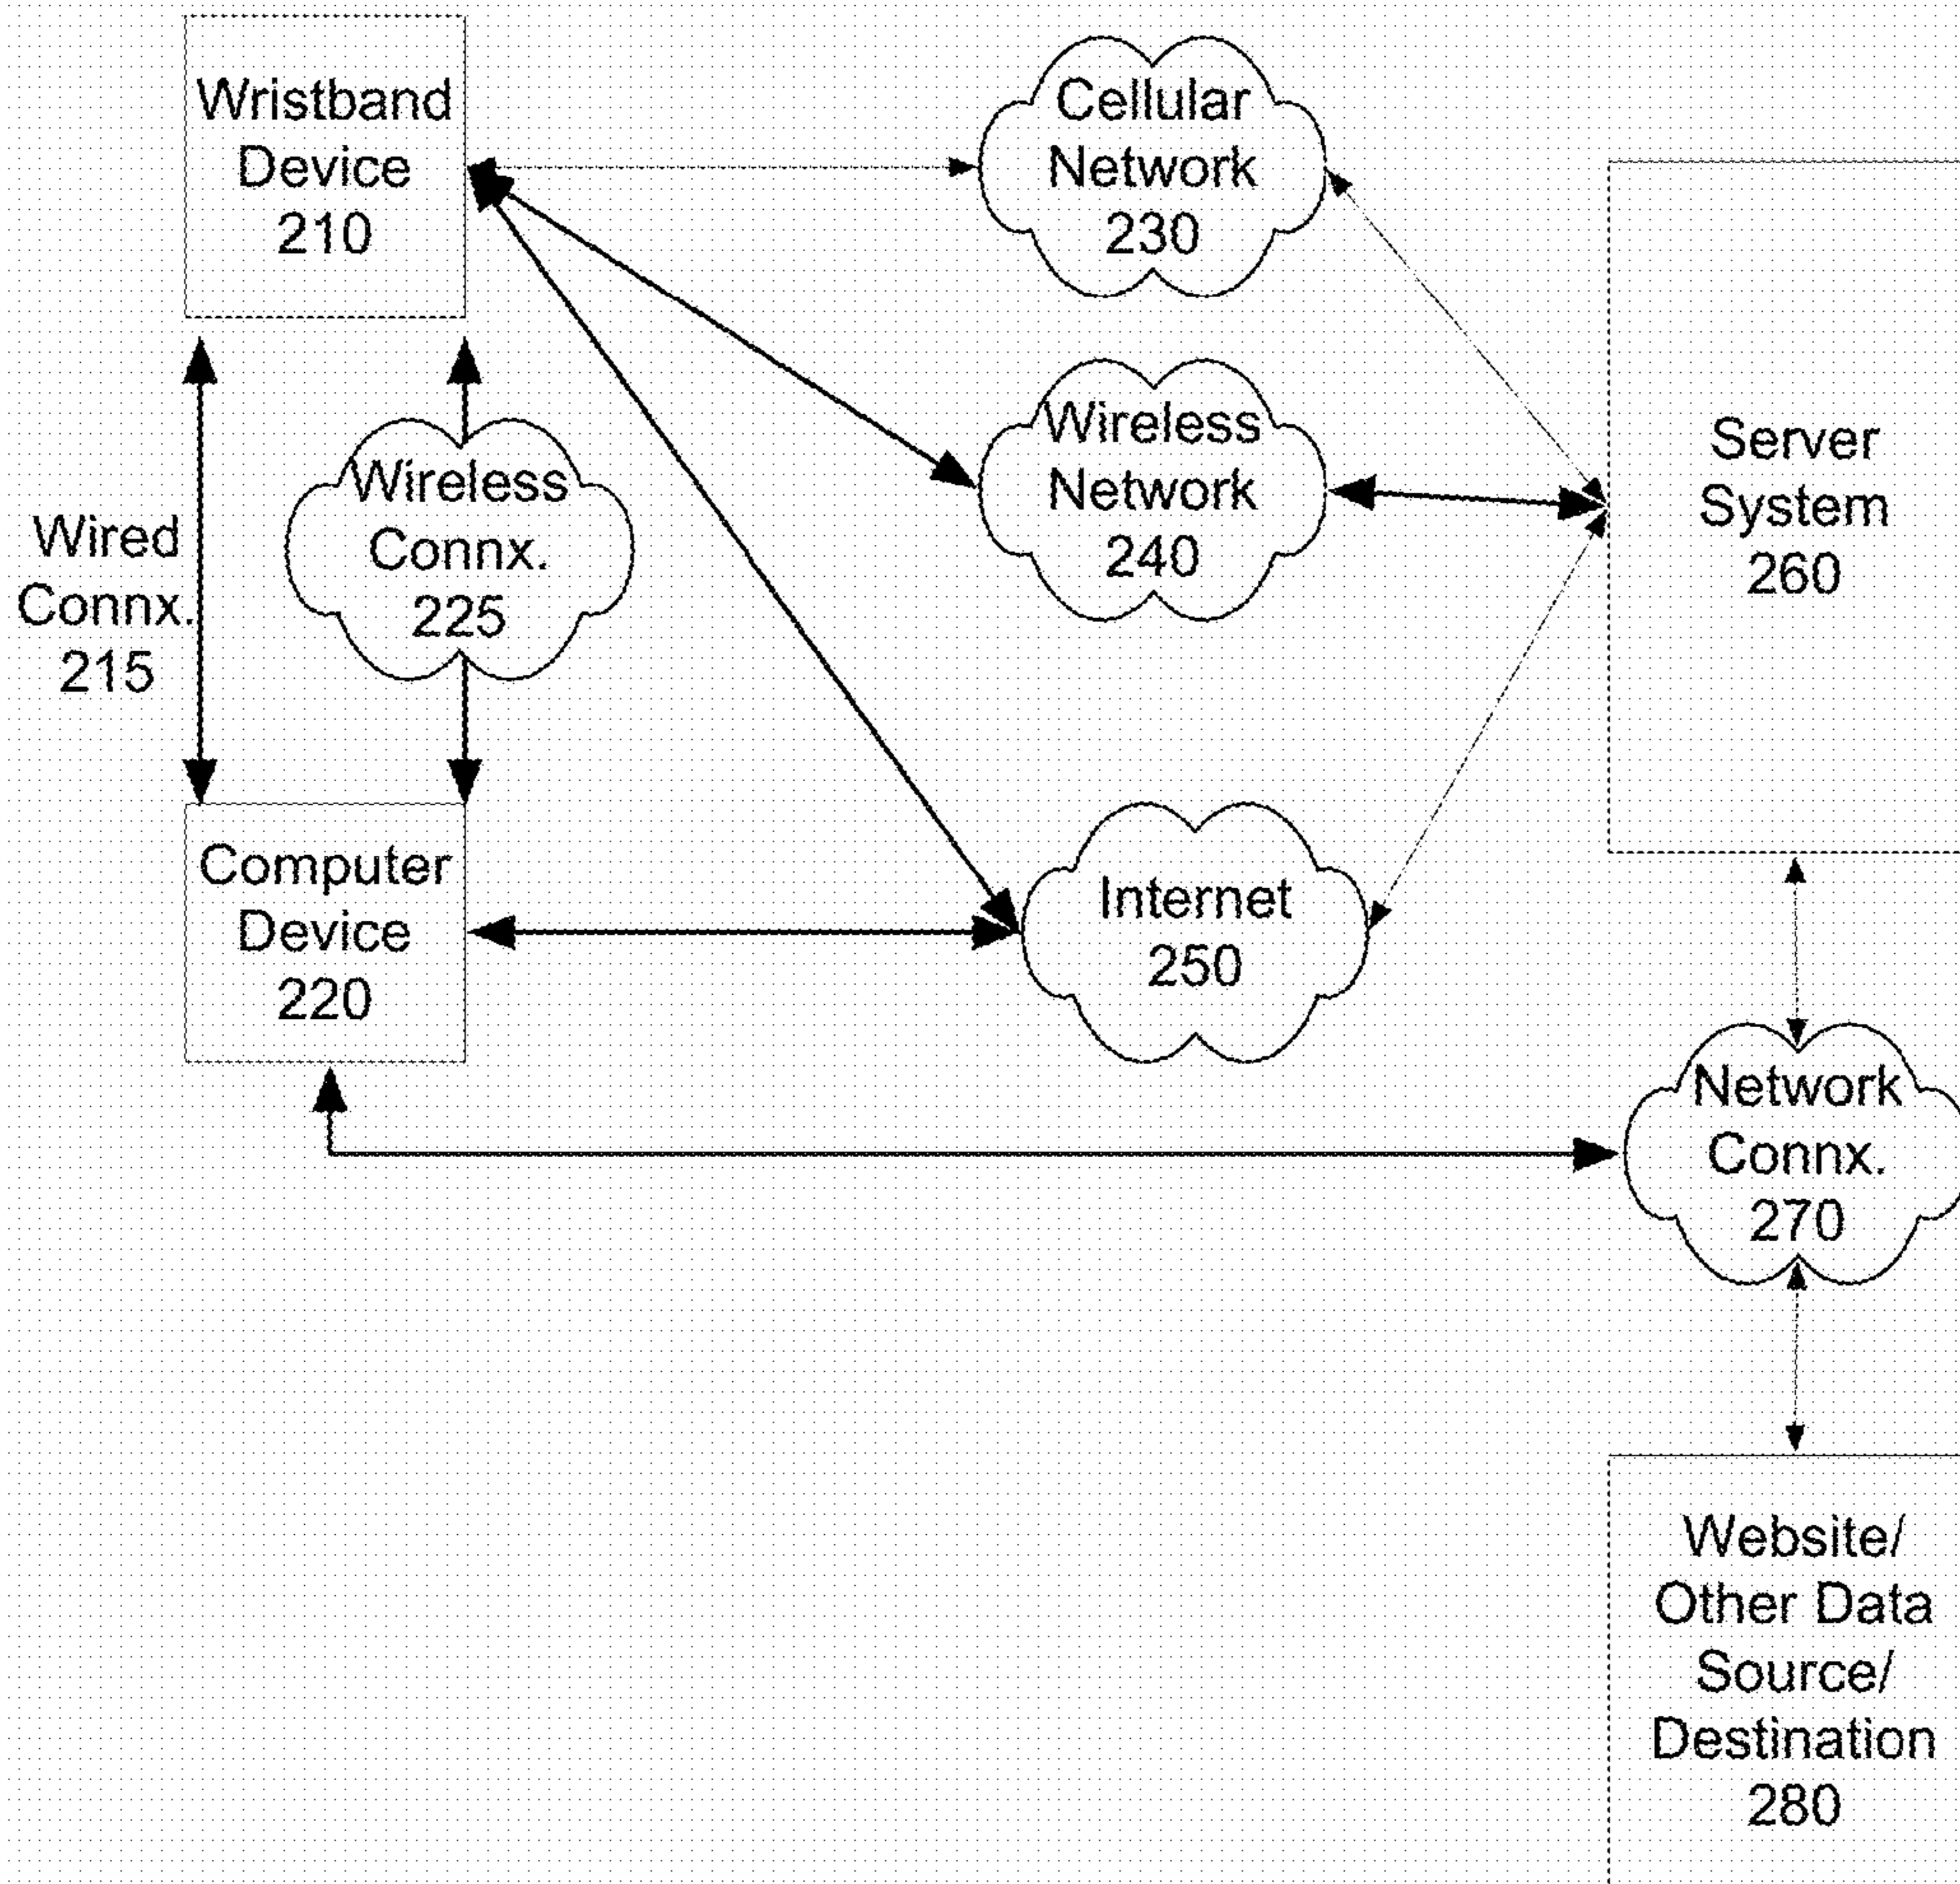 Wristband
Device
210
Cellular
Network
230
Wireless
Network
240
Server
System
260
Wired
Connx.
215
Wireless
Connx.
225
Computer
Device
220
Internet
250
Network
Connx.
270
Website/
Other Data
Source/
Destination
280